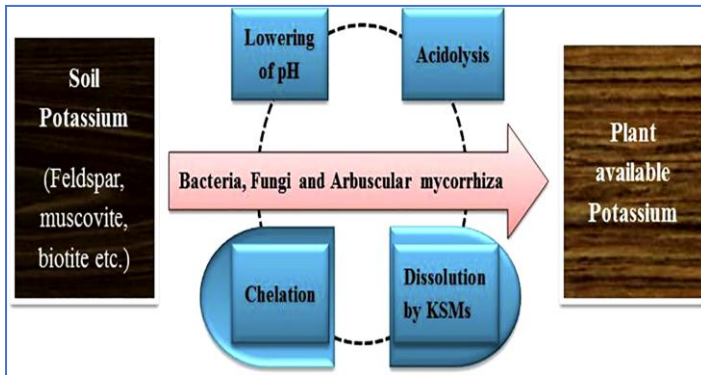 Soil
Potassium
(Feldspar,
muscovite,
biotite etc.)
Lowering
of pH
Acidolysis
Bacteria, Fungi and Arbuscular mycorrhiza
Chelation
Dissolution
by KSMs
Plant
available
Potassium